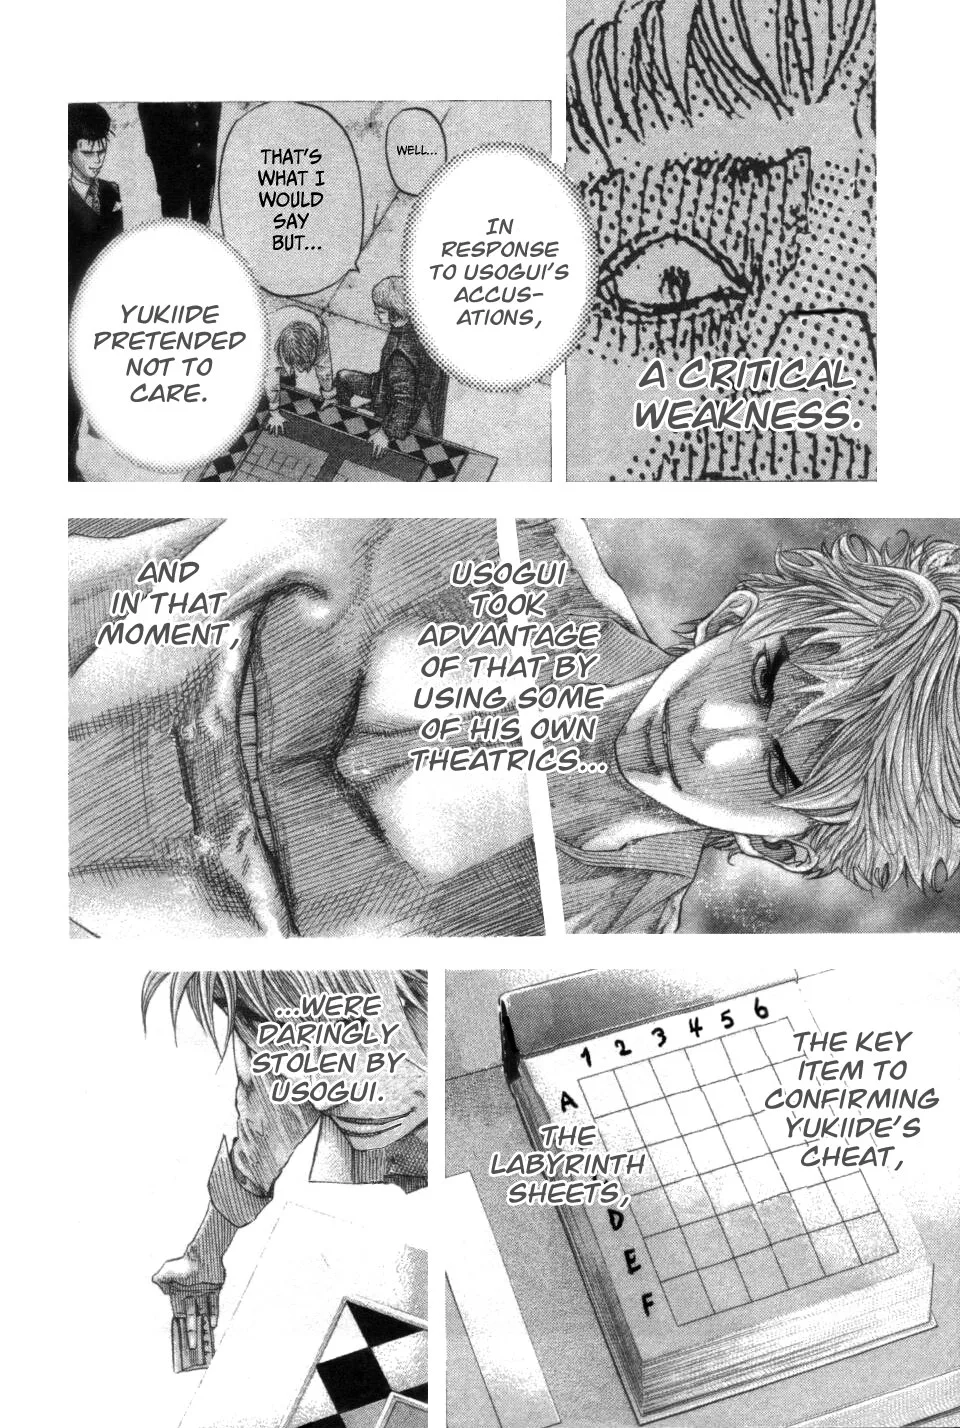 A CRITICAL
WEAKNESS.
WELL...
IN
RESPONSE
TO USOGUI'S
ACCUS-
ATIONS,
THAT'S
WHAT I
WOULD
SAY
BUT...
YUKIIDE
PRETENDED
NOT TO
CARE.
USOGUI
TOOK
ADVANTAGE
OF THAT BY
USING SOME
OF HIS OWN
THEATRICS...
AND
IN THAT
MOMENT,
THE KEY
ITEM TO
CONFIRMING
YUKIIDE'S
CHEAT,
1 2 3 4 5 6
A
THE
LABYRINTH
SHEETS,
D
E
F
...WERE
DARINGLY
STOLEN BY
USOGUI.